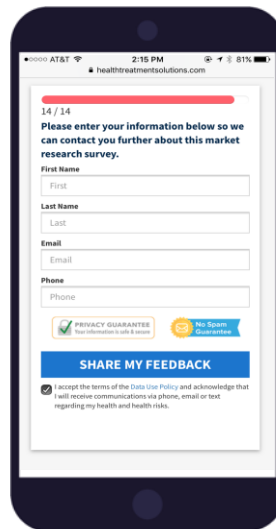 AT&T 2:15 PM 81%
healthtreatmentsolutions.com
14 / 14
Please enter your information below so we
can contact you further about this market
research survey.
First Name
First
Last Name
Last
Email
Email
Phone
Phone
PRIVACY GUARANTEE
Your information is safe & secure
No Spam
Guarantee
SHARE MY FEEDBACK
I accept the terms of the Data Use Policy and acknowledge that
I will receive communications via phone, email or text
regarding my health and health risks.